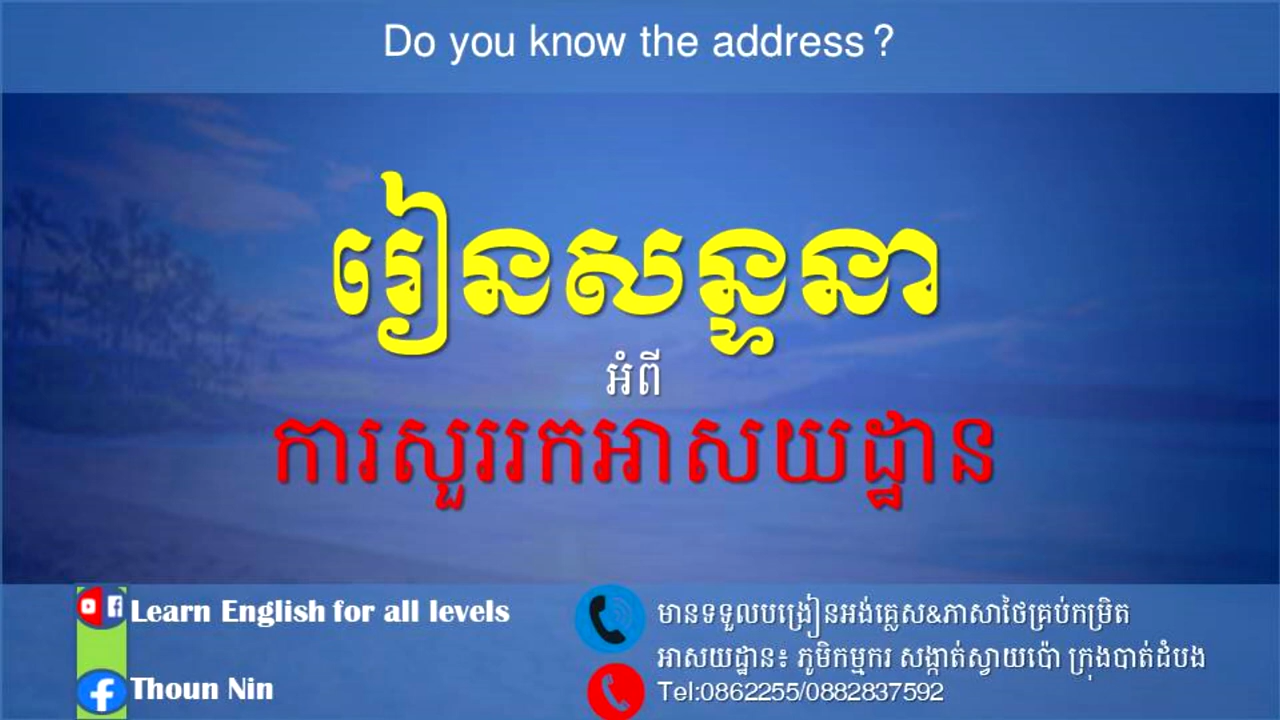 Do you know the address ?
រៀនសន្ទនា
អំពី
ការសួររកអាសយដ្ឋាន
Learn English for all levels
Thoun Nin
មានទទួលបង្រៀនអង់គ្លេស&ភាសាថៃគ្រប់កម្រិត
អាសយដ្ឋាន៖ ភូមិកម្មករ សង្កាត់ស្វាយប៉ោ ក្រុងបាត់ដំបង
Tel:0862255/0882837592